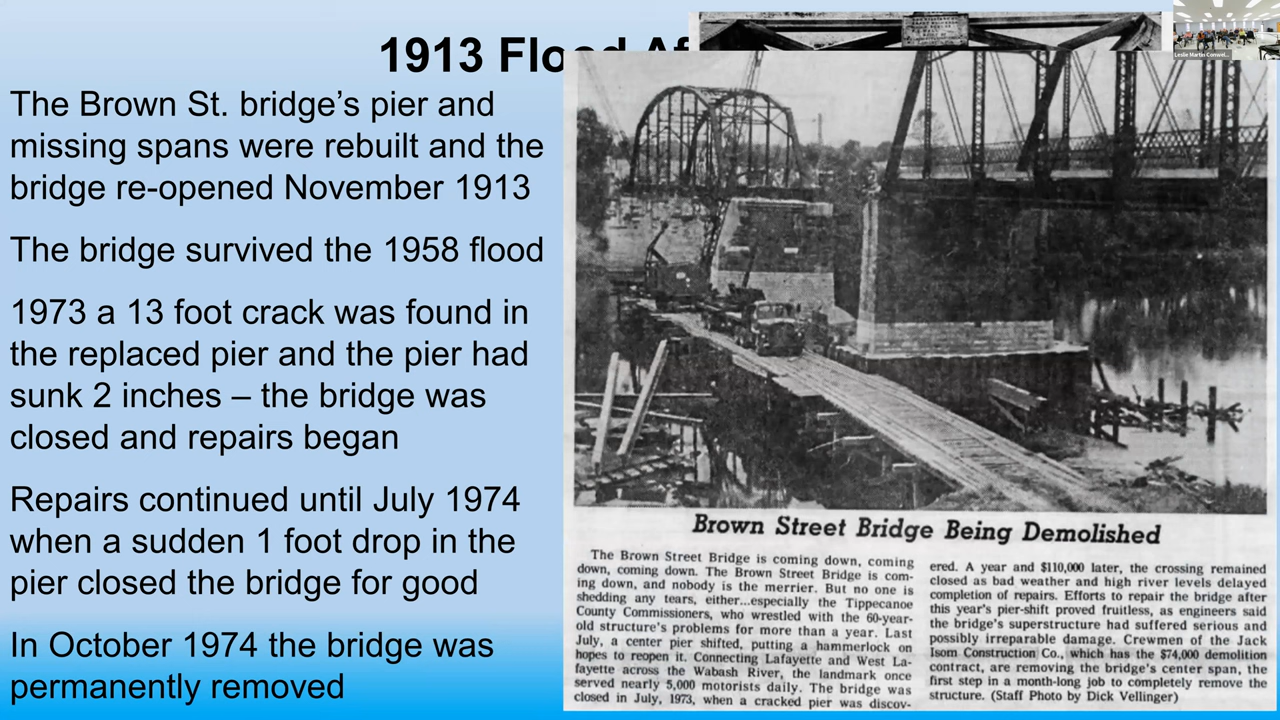 1913 Flood Af
The Brown St. bridge’s pier and
missing spans were rebuilt and the
bridge re-opened November 1913
The bridge survived the 1958 flood
1973 a 13 foot crack was found in
the replaced pier and the pier had
sunk 2 inches – the bridge was
closed and repairs began
Repairs continued until July 1974
when a sudden 1 foot drop in the
pier closed the bridge for good
In October 1974 the bridge was
permanently removed
Leslie Martin Conwel...
Brown Street Bridge Being Demolished
The Brown Street Bridge is coming down, coming
down, coming down. The Brown Street Bridge is com-
ing down, and nobody is the merrier. But no one is
shedding any tears, either...especially the Tippecanoe
County Commissioners, who wrestled with the 60-year-
old structure's problems for more than a year. Last
July, a center pier shifted, putting a hammerlock on
hopes to reopen it. Connecting Lafayette and West La-
fayette across the Wabash River, the landmark once
served nearly 5,000 motorists daily. The bridge was
closed in July, 1973, when a cracked pier was discov-
ered. A year and $110,000 later, the crossing remained
closed as bad weather and high river levels delayed
completion of repairs. Efforts to repair the bridge after
this year's pier-shift proved fruitless, as engineers said
the bridge's superstructure had suffered serious and
possibly irreparable damage. Crewmen of the Jack
Isom Construction Co., which has the $74,000 demolition
contract, are removing the bridge's center span, the
first step in a month-long job to completely remove the
structure. (Staff Photo by Dick Vellinger)